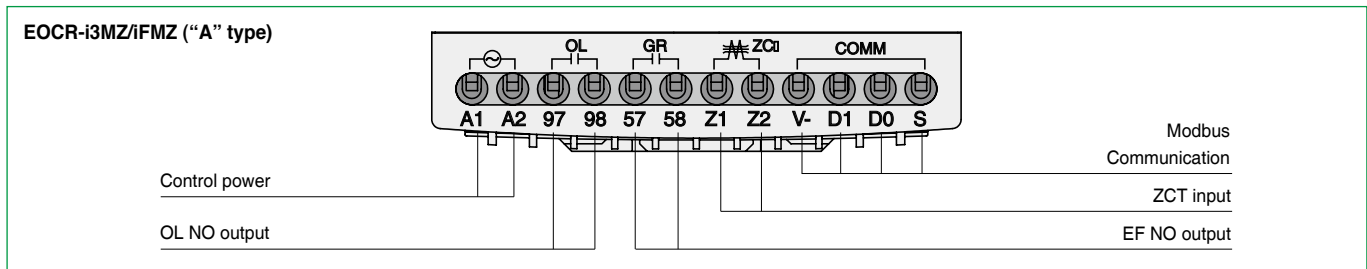 EOCR-i3MZ/iFMZ (“A” type)
OL GR ZC COMM
A1 A2 97 98 57 58 Z1 Z2 V- D1 D0 S
Modbus
Communication
Control power
ZCT input
OL NO output
EF NO output